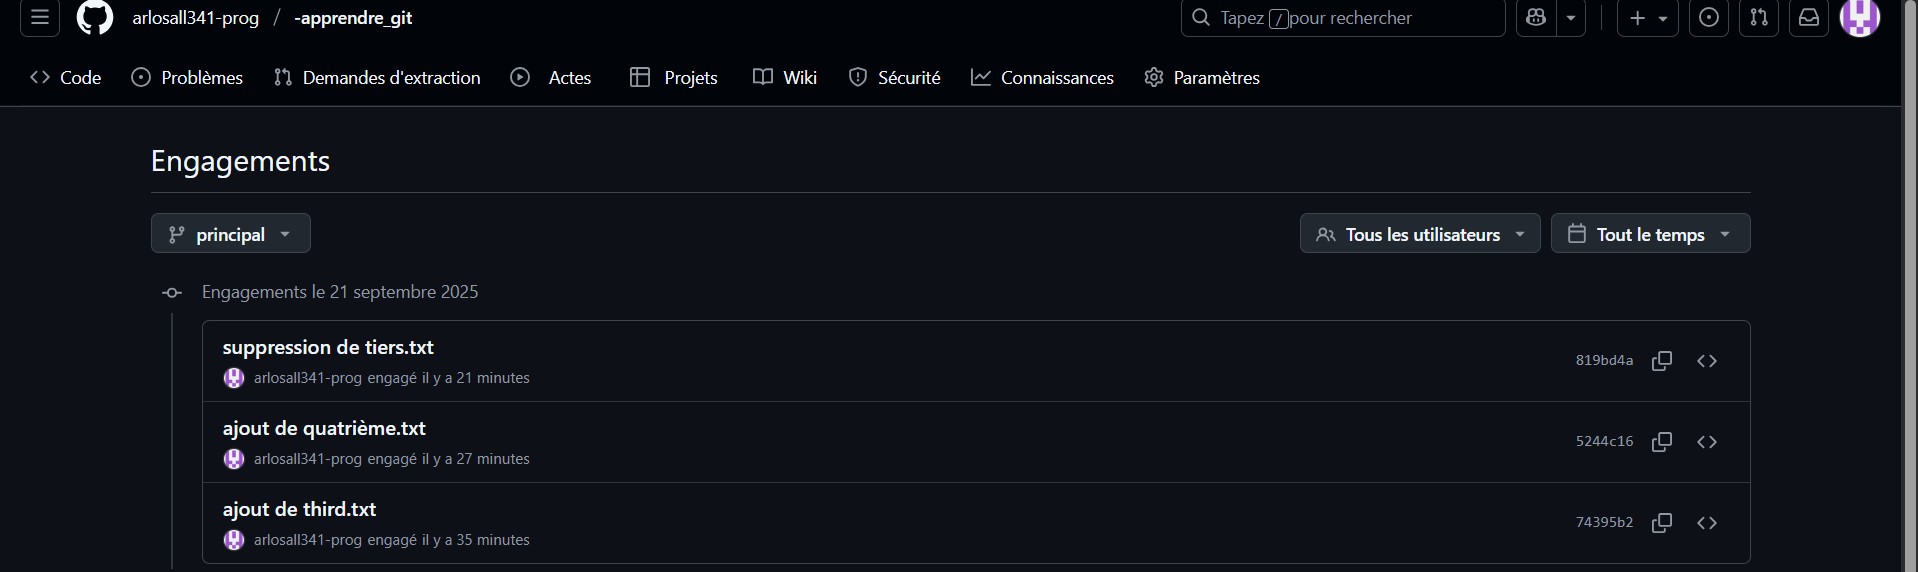 arlosall341-prog / -apprendre_git
Tapez / pour rechercher
Code Problèmes Demandes d'extraction Actes Projets Wiki Sécurité Connaissances Paramètres
Engagements
principal
Tous les utilisateurs Tout le temps
Engagements le 21 septembre 2025
suppression de tiers.txt
arlosall341-prog engagé il y a 21 minutes
819bd4a
ajout de quatrième.txt
arlosall341-prog engagé il y a 27 minutes
5244c16
ajout de third.txt
arlosall341-prog engagé il y a 35 minutes
74395b2